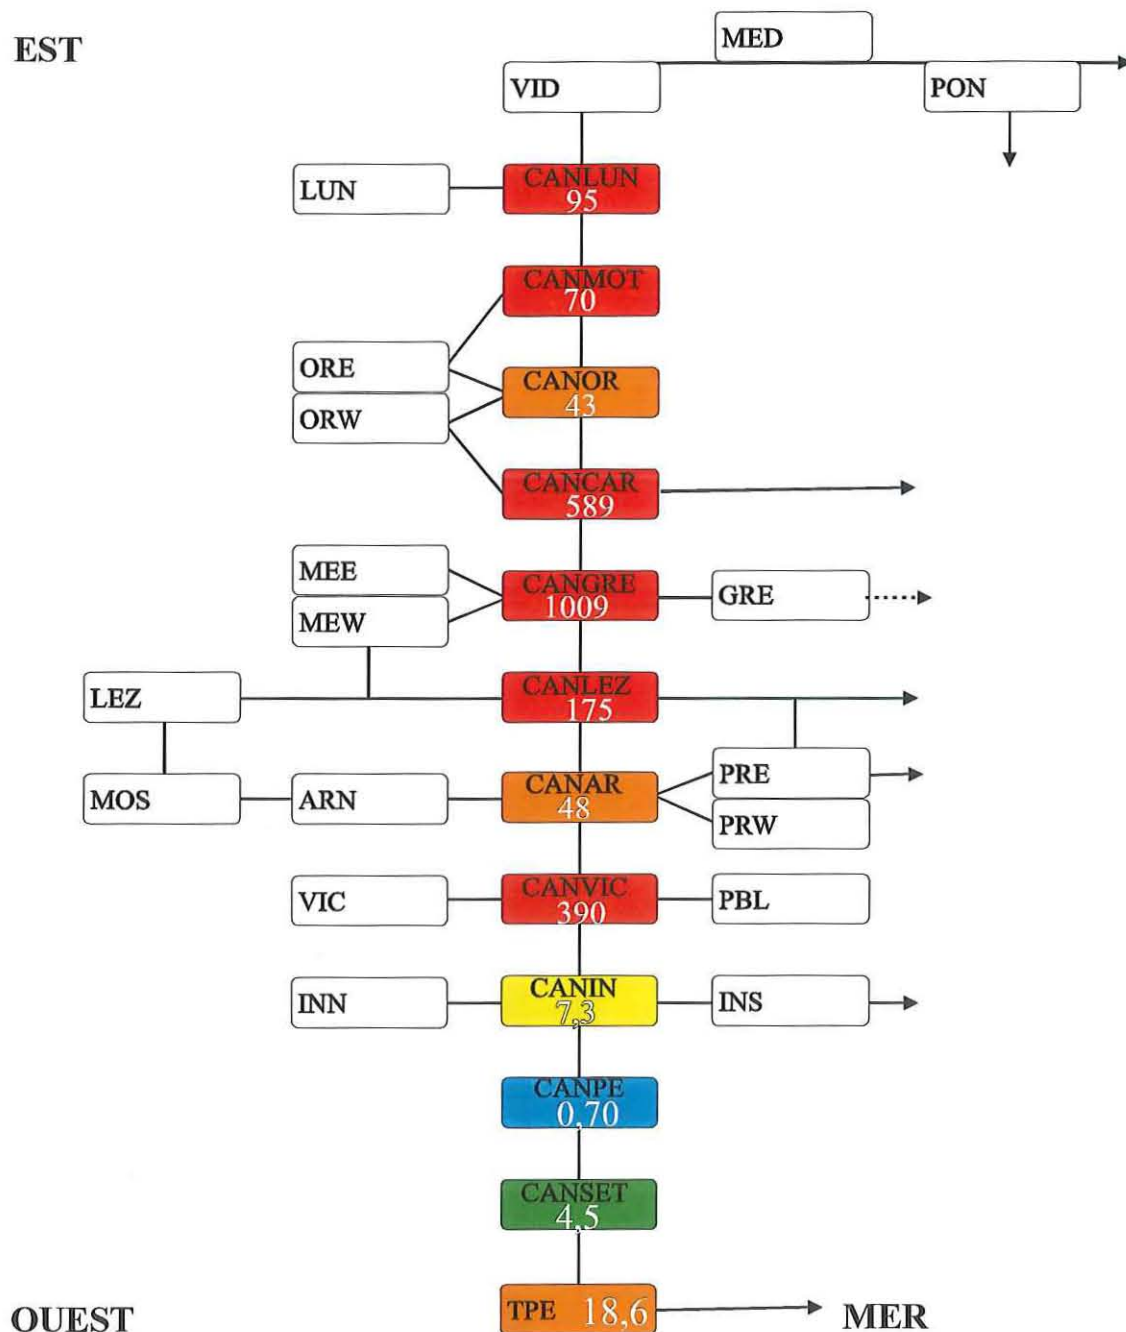 EST
MED
VID
PON
LUN
CANLUN
95
CANMOT
70
ORE
CANOR
43
ORW
CANCAR
589
MEE
CANGRE
1009
GRE
MEW
LEZ
CANLEZ
175
MOS
ARN
CANAR
48
PRE
PRW
VIC
CANVIC
390
PBL
INN
CANIN
7,3
INS
CANPE
0,70
CANSET
4,5
OUEST
TPE 18,6
MER